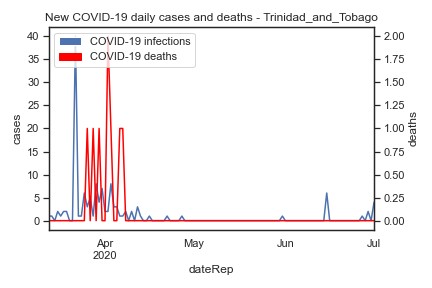 New COVID-19 daily cases and deaths - Trinidad_and_Tobago
COVID-19 infections
COVID-19 deaths
40
35
30
25
20
15
10
5
0
cases
2.00
1.75
1.50
1.25
1.00
0.75
0.50
0.25
0.00
deaths
Apr
2020
May
Jun
Jul
dateRep